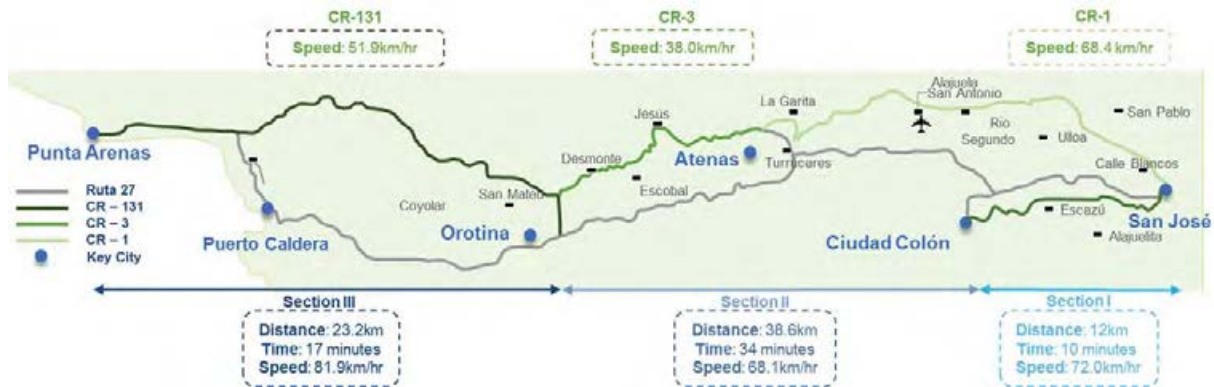 CR-131
Speed: 51.9km/hr
CR-3
Speed: 38.0km/hr
CR-1
Speed: 68.4 km/hr
Alajuela
San Antonio
La Garita
San Pablo
Jesús
Rio
Segundo
Ulloa
Punta Arenas
Atenas
Desmonte
Turrucares
Calle Blancos
Escobal
Ruta 27
CR – 131
CR – 3
CR – 1
Key City
San Mateo
Coyolar
Puerto Caldera
Orotina
Ciudad Colón
Escazú
San José
Alajuelita
Section III
Distance: 23.2km
Time: 17 minutes
Speed: 81.9km/hr
Section II
Distance: 38.6km
Time: 34 minutes
Speed: 68.1km/hr
Section I
Distance: 12km
Time: 10 minutes
Speed: 72.0km/hr